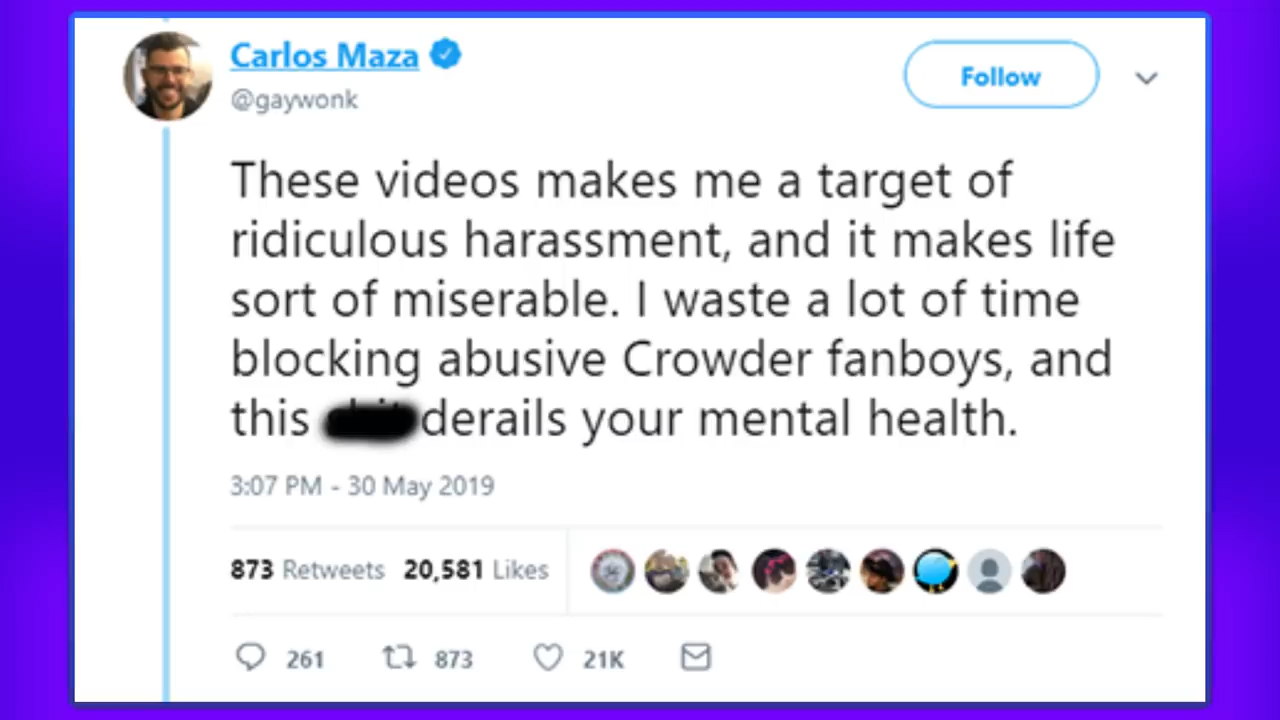 Carlos Maza
@gaywonk
Follow
These videos makes me a target of
ridiculous harassment, and it makes life
sort of miserable. I waste a lot of time
blocking abusive Crowder fanboys, and
this derails your mental health.
3:07 PM - 30 May 2019
873 Retweets 20,581 Likes
261 873 21K